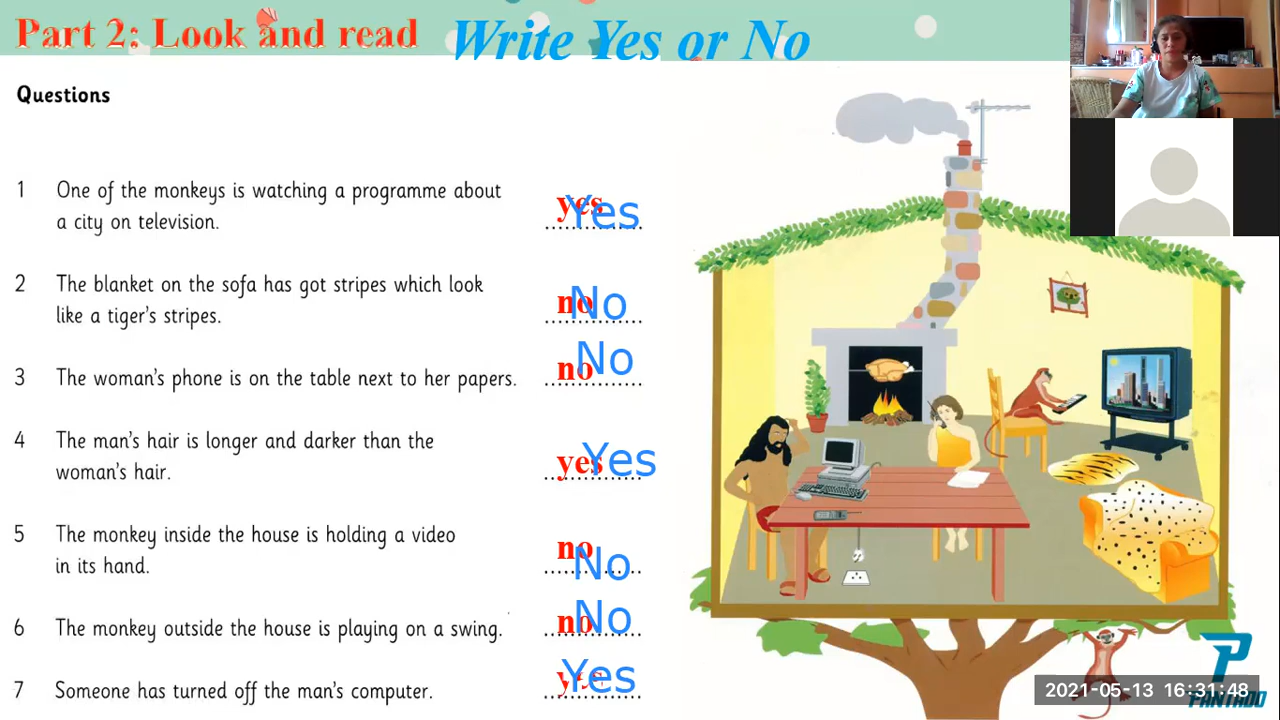 Part 2: Look and read
Write Yes or No
Questions
1 One of the monkeys is watching a programme about
a city on television.
yes
Yes
2 The blanket on the sofa has got stripes which look
like a tiger's stripes.
no
No
3 The woman's phone is on the table next to her papers.
no
No
4 The man's hair is longer and darker than the
woman's hair.
yes
Yes
5 The monkey inside the house is holding a video
in its hand.
no
No
6 The monkey outside the house is playing on a swing.
no
No
7 Someone has turned off the man's computer.
yes
Yes
2021-05-13 16:31:48
PANTADO